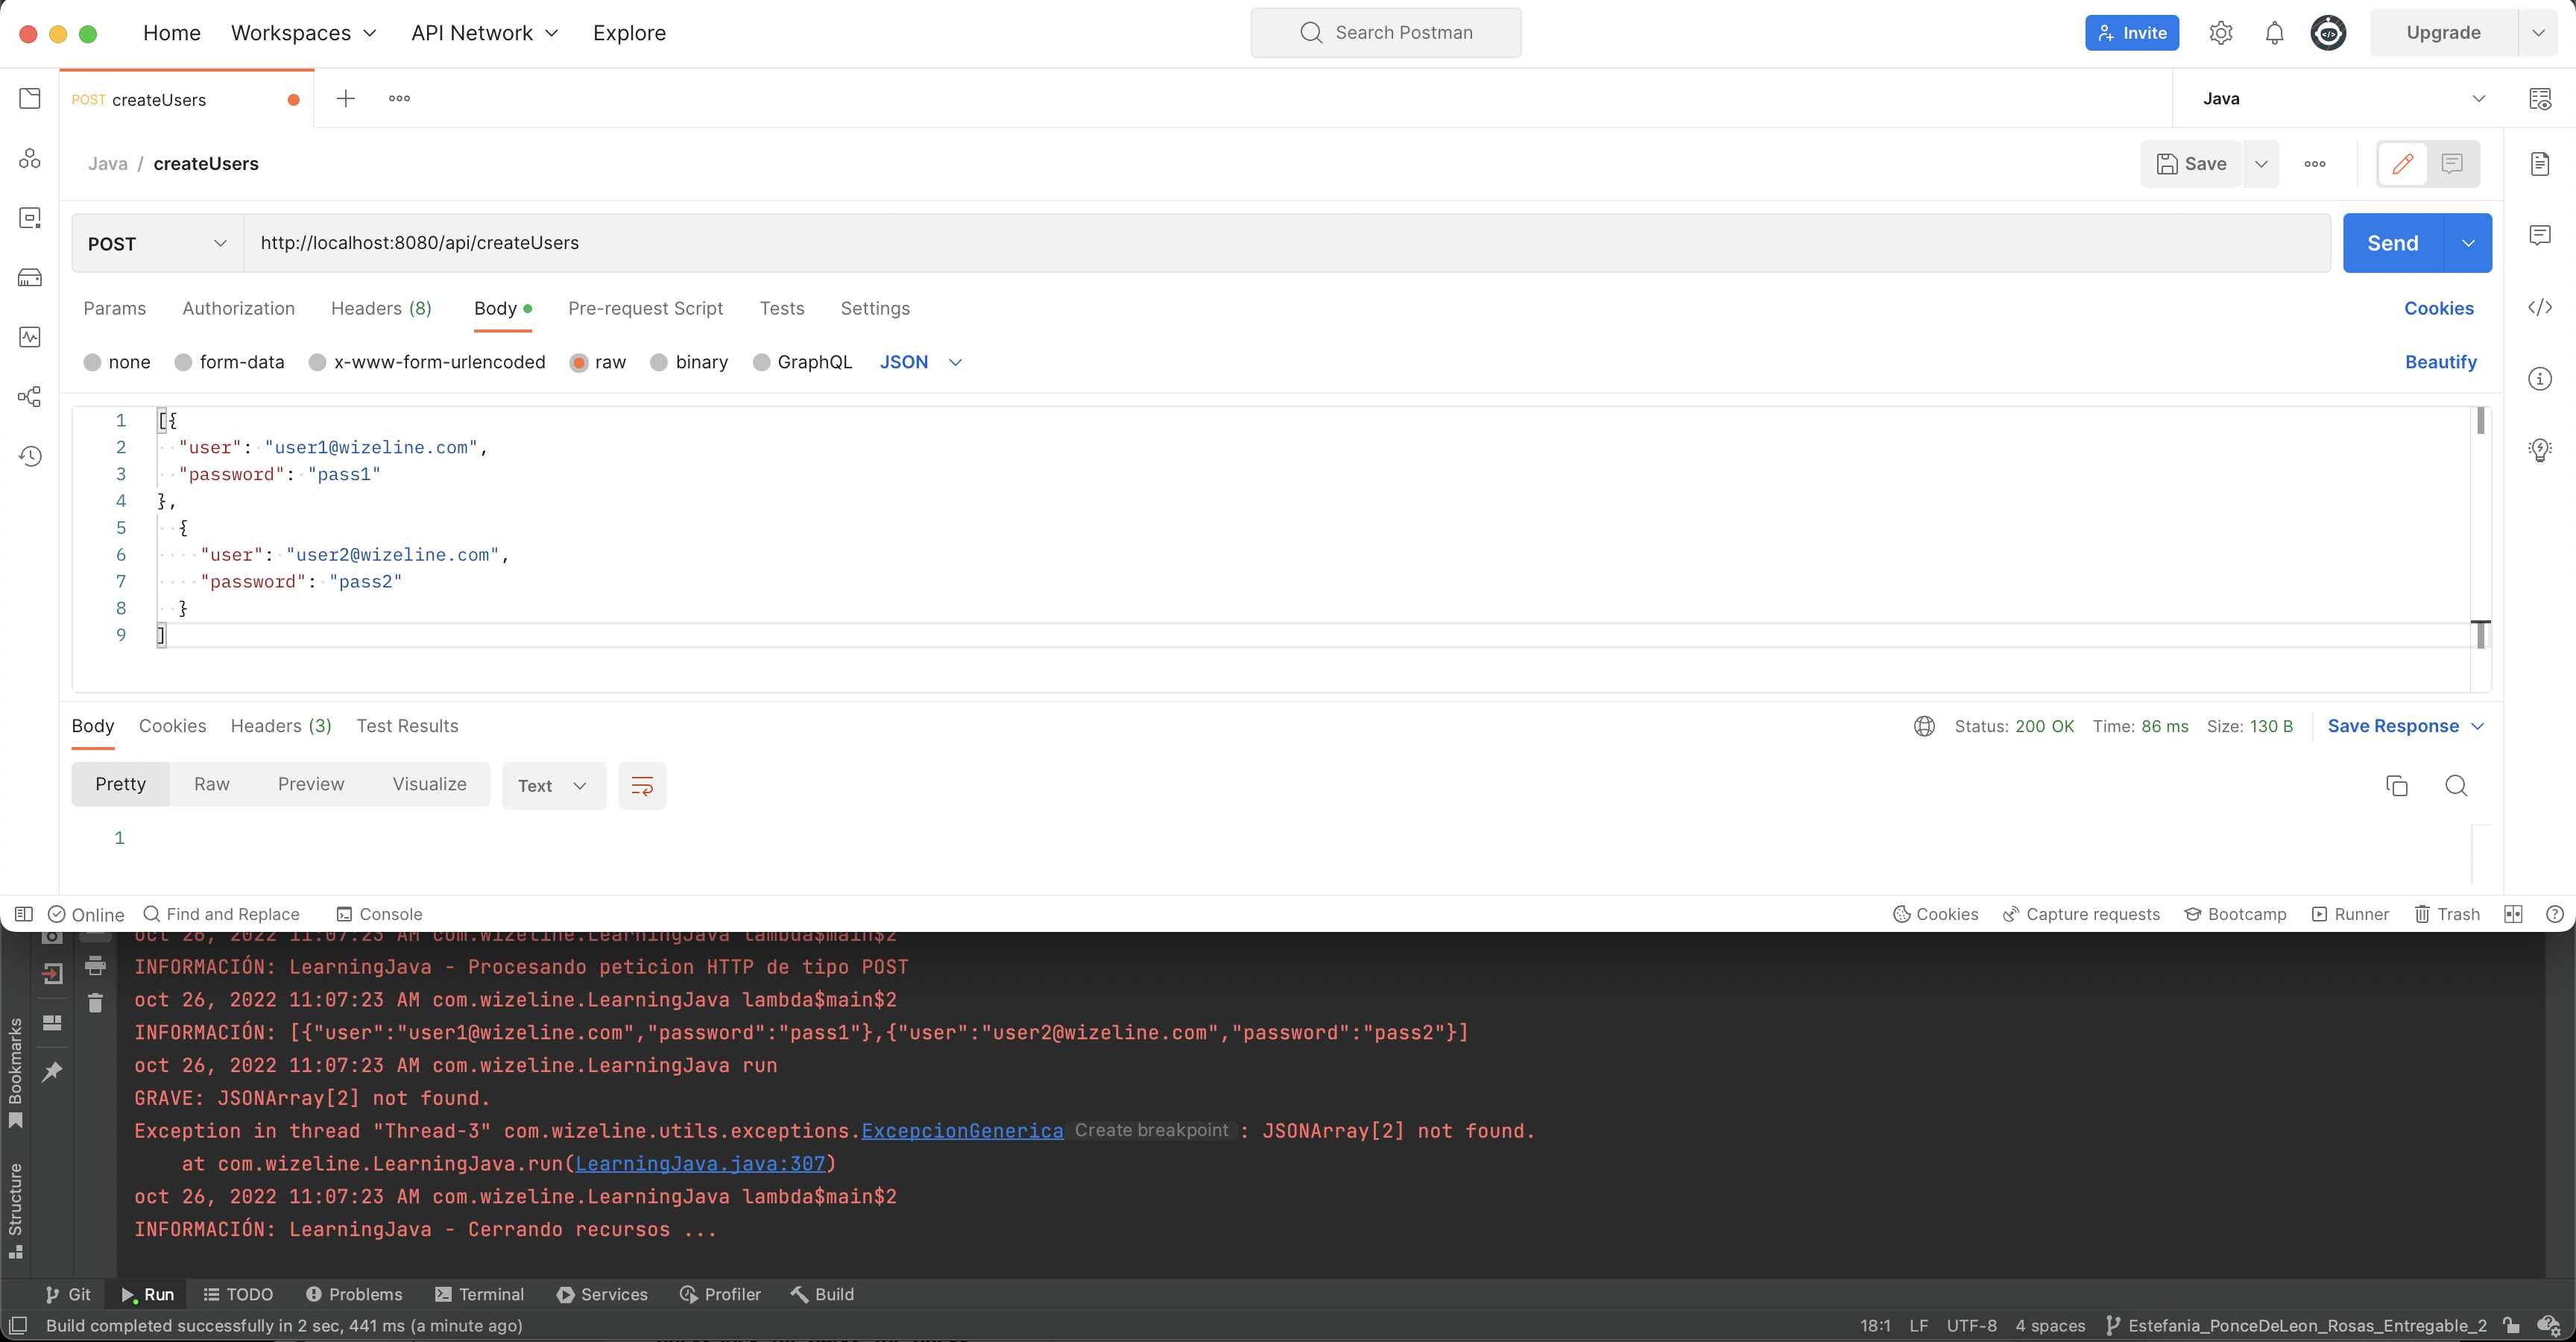 Home Workspaces API Network Explore Search Postman Invite Upgrade
POST createUsers Java
Java / createUsers Save
POST http://localhost:8080/api/createUsers Send
Params Authorization Headers (8) Body Pre-request Script Tests Settings Cookies
none form-data x-www-form-urlencoded raw binary GraphQL JSON Beautify
1 [{
2 "user": "user1@wizeline.com",
3 "password": "pass1"
4 },
5 {
6 "user": "user2@wizeline.com",
7 "password": "pass2"
8 }
9 ]
Body Cookies Headers (3) Test Results Status: 200 OK Time: 86 ms Size: 130 B Save Response
Pretty Raw Preview Visualize Text
1
Online Find and Replace Console Cookies Capture requests Bootcamp Runner Trash
oct 26, 2022 11:07:23 AM com.wizeline.LearningJava lambda$main$2
INFORMACIÓN: LearningJava - Procesando peticion HTTP de tipo POST
oct 26, 2022 11:07:23 AM com.wizeline.LearningJava lambda$main$2
INFORMACIÓN: [{"user":"user1@wizeline.com","password":"pass1"},{"user":"user2@wizeline.com","password":"pass2"}]
oct 26, 2022 11:07:23 AM com.wizeline.LearningJava run
GRAVE: JSONArray[2] not found.
Exception in thread "Thread-3" com.wizeline.utils.exceptions.ExcepcionGenerica Create breakpoint : JSONArray[2] not found.
at com.wizeline.LearningJava.run(LearningJava.java:307)
oct 26, 2022 11:07:23 AM com.wizeline.LearningJava lambda$main$2
INFORMACIÓN: LearningJava - Cerrando recursos ...
Bookmarks
Structure
Git Run TODO Problems Terminal Services Profiler Build
Build completed successfully in 2 sec, 441 ms (a minute ago) 18:1 LF UTF-8 4 spaces Estefania_PonceDeLeon_Rosas_Entregable_2